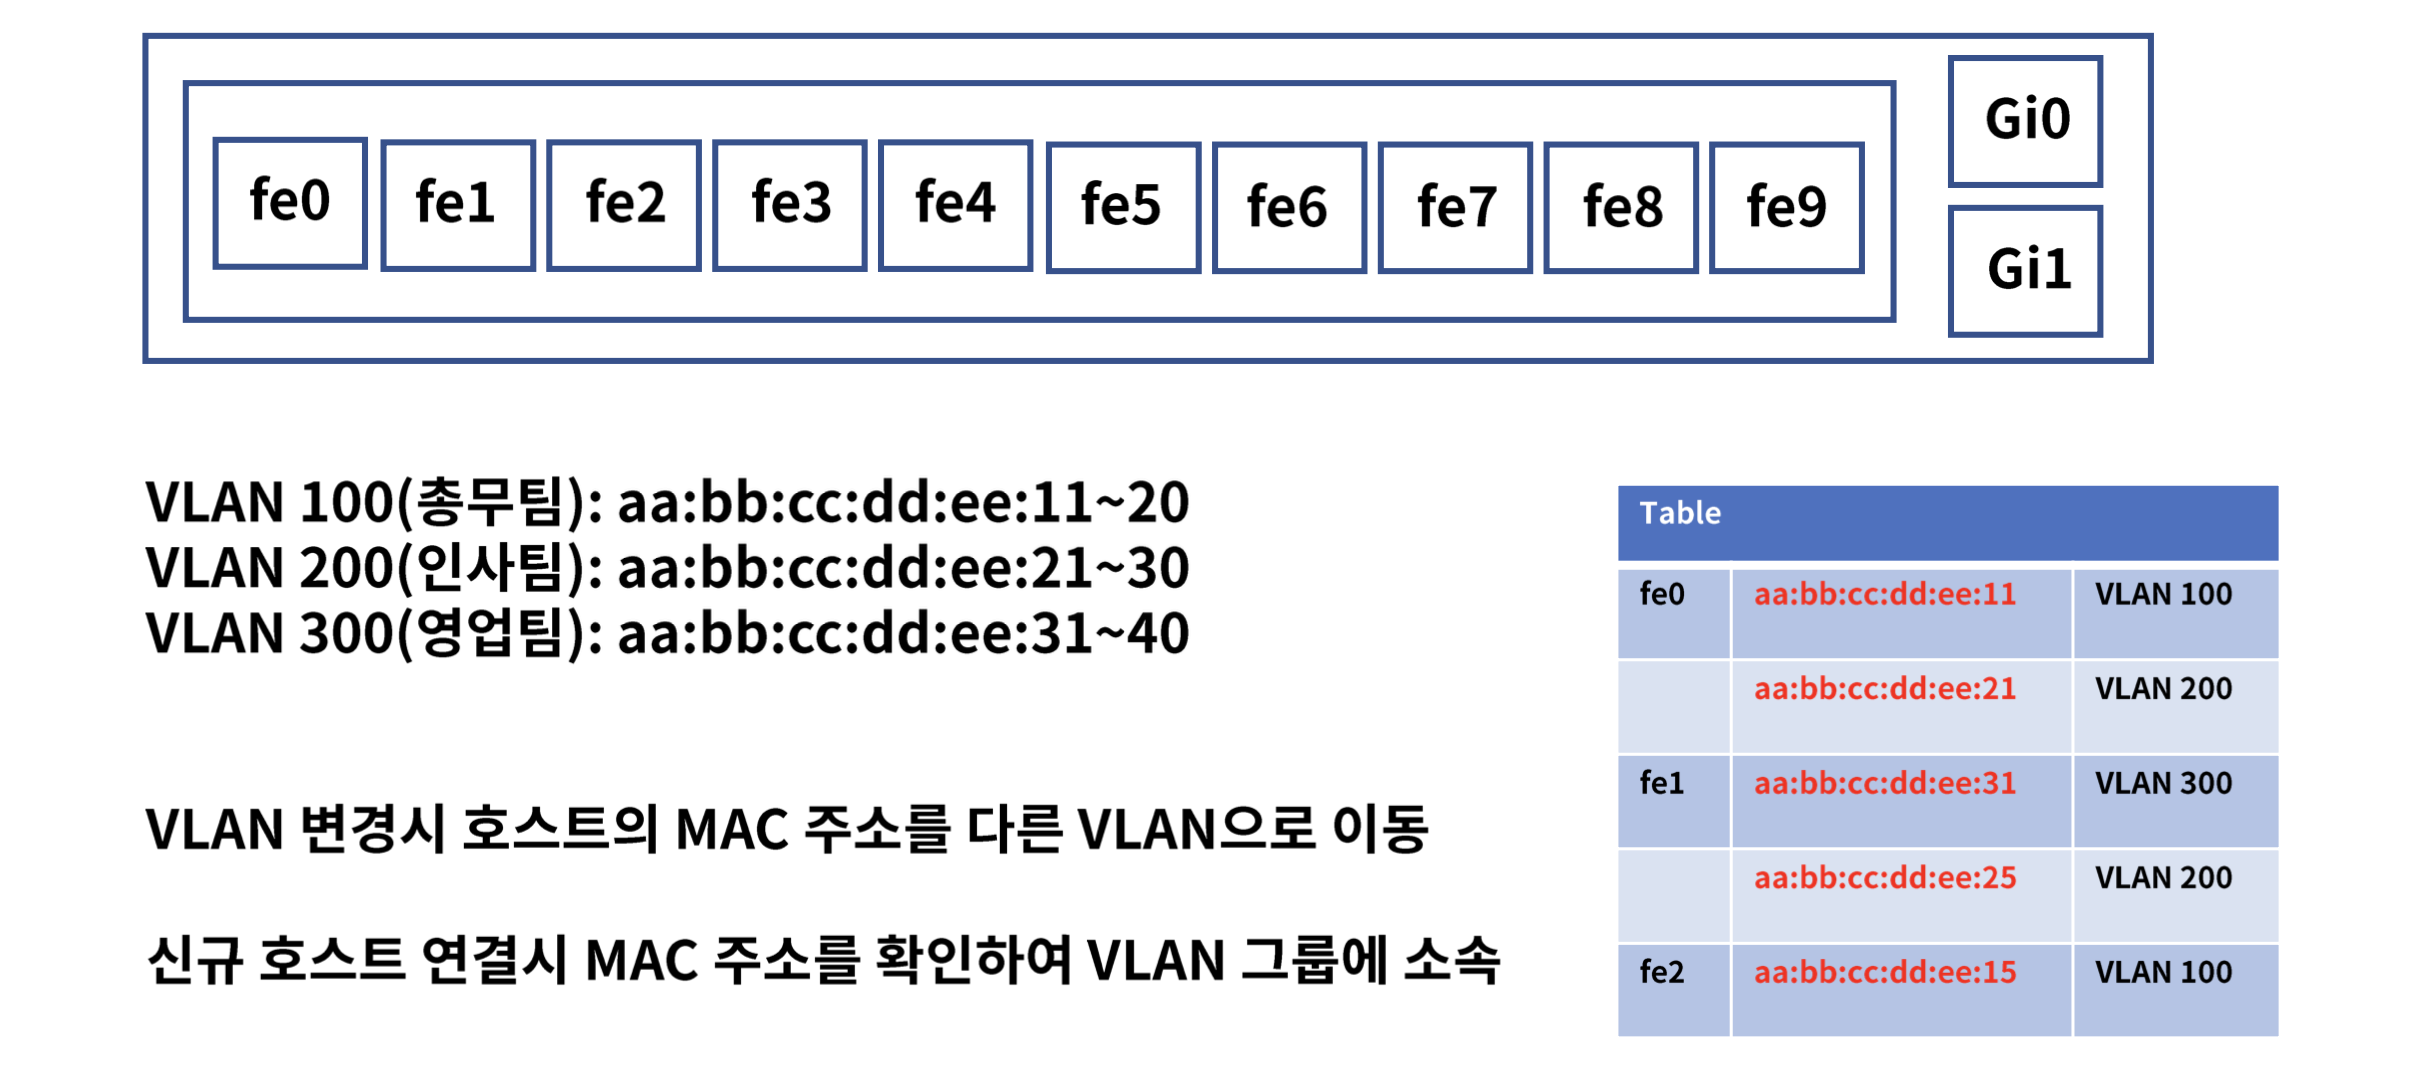 fe0 fe1 fe2 fe3 fe4 fe5 fe6 fe7 fe8 fe9
Gi0
Gi1
VLAN 100(총무팀): aa:bb:cc:dd:ee:11~20
VLAN 200(인사팀): aa:bb:cc:dd:ee:21~30
VLAN 300(영업팀): aa:bb:cc:dd:ee:31~40
VLAN 변경시 호스트의 MAC 주소를 다른 VLAN으로 이동
신규 호스트 연결시 MAC 주소를 확인하여 VLAN 그룹에 소속
Table
fe0 aa:bb:cc:dd:ee:11 VLAN 100
aa:bb:cc:dd:ee:21 VLAN 200
fe1 aa:bb:cc:dd:ee:31 VLAN 300
aa:bb:cc:dd:ee:25 VLAN 200
fe2 aa:bb:cc:dd:ee:15 VLAN 100